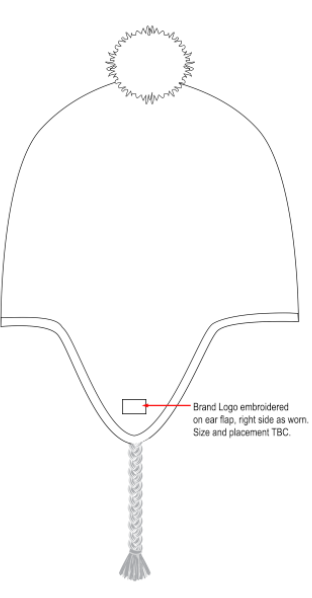 Brand Logo embroidered
on ear flap, right side as worn.
Size and placement TBC.